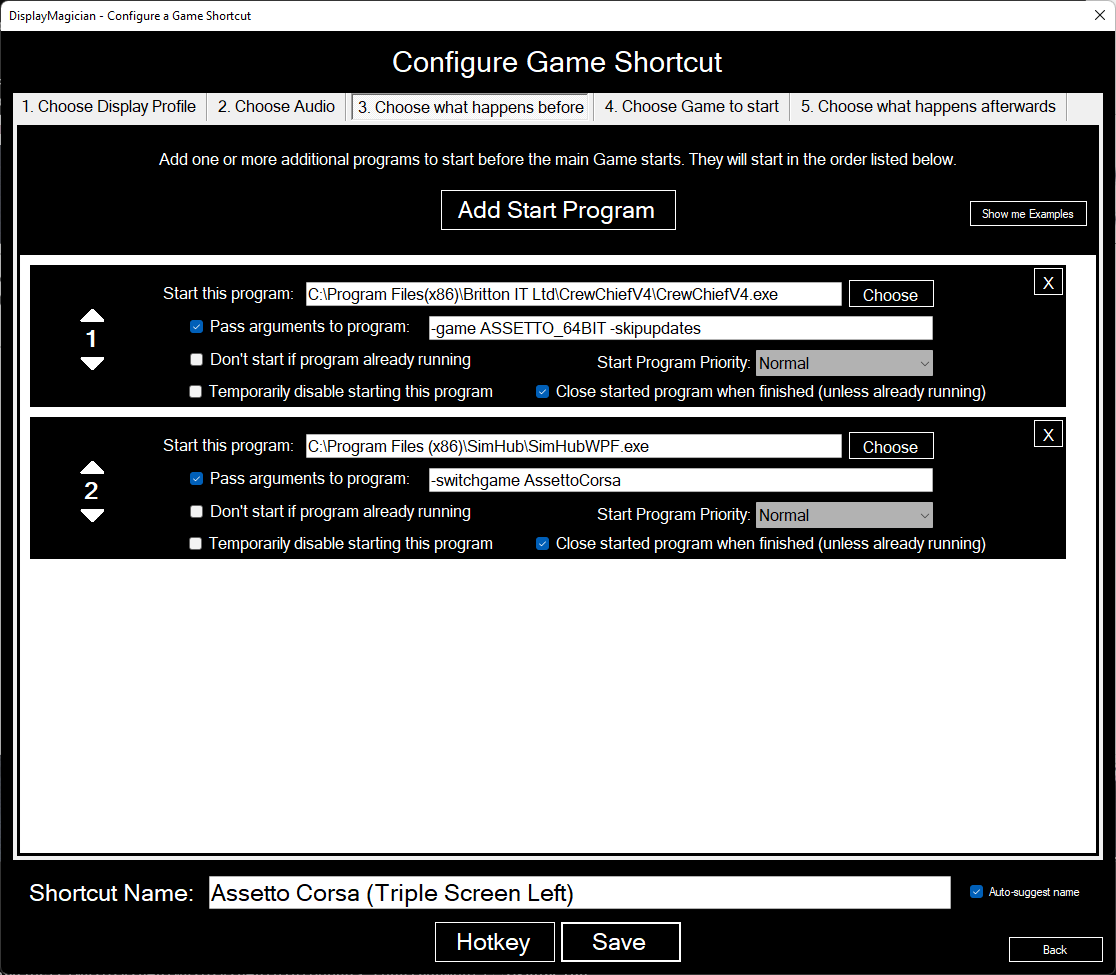 DisplayMagician - Configure a Game Shortcut
Configure Game Shortcut
1. Choose Display Profile 2. Choose Audio 3. Choose what happens before 4. Choose Game to start 5. Choose what happens afterwards
Add one or more additional programs to start before the main Game starts. They will start in the order listed below.
Add Start Program
Show me Examples
X
Start this program: C:\Program Files(x86)\Britton IT Ltd\CrewChiefV4\CrewChiefV4.exe Choose
1
Pass arguments to program: -game ASSETTO_64BIT -skipupdates
Don't start if program already running Start Program Priority: Normal
Temporarily disable starting this program Close started program when finished (unless already running)
X
Start this program: C:\Program Files (x86)\SimHub\SimHubWPF.exe Choose
2
Pass arguments to program: -switchgame AssettoCorsa
Don't start if program already running Start Program Priority: Normal
Temporarily disable starting this program Close started program when finished (unless already running)
Shortcut Name: Assetto Corsa (Triple Screen Left) Auto-suggest name
Hotkey Save
Back